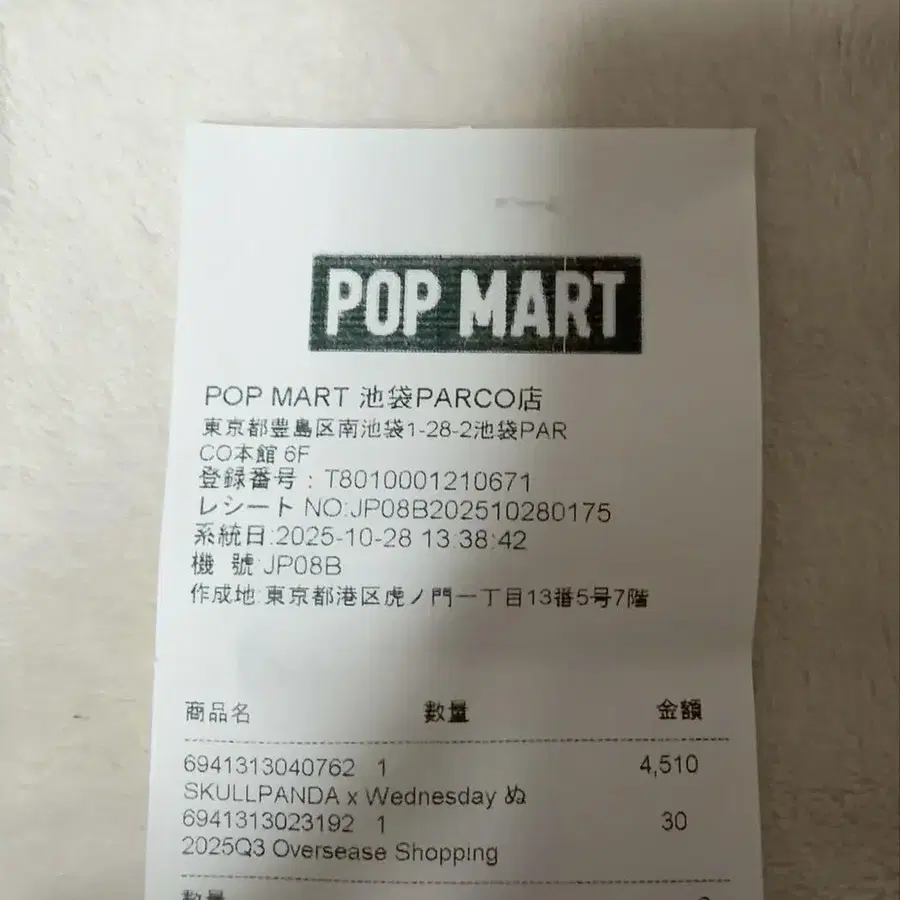 POP MART
POP MART 池袋PARCO店
東京都豊島区南池袋1-28-2池袋PAR
CO本館 6F
登録番号：T8010001210671
レシート NO:JP08B202510280175
系統日:2025-10-28 13:38:42
機 號:JP08B
作成地:東京都港区虎ノ門一丁目13番5号7階
商品名 數量 金額
6941313040762 1 4,510
SKULLPANDA x Wednesday ぬ
6941313023192 1 30
2025Q3 Oversease Shopping
數量